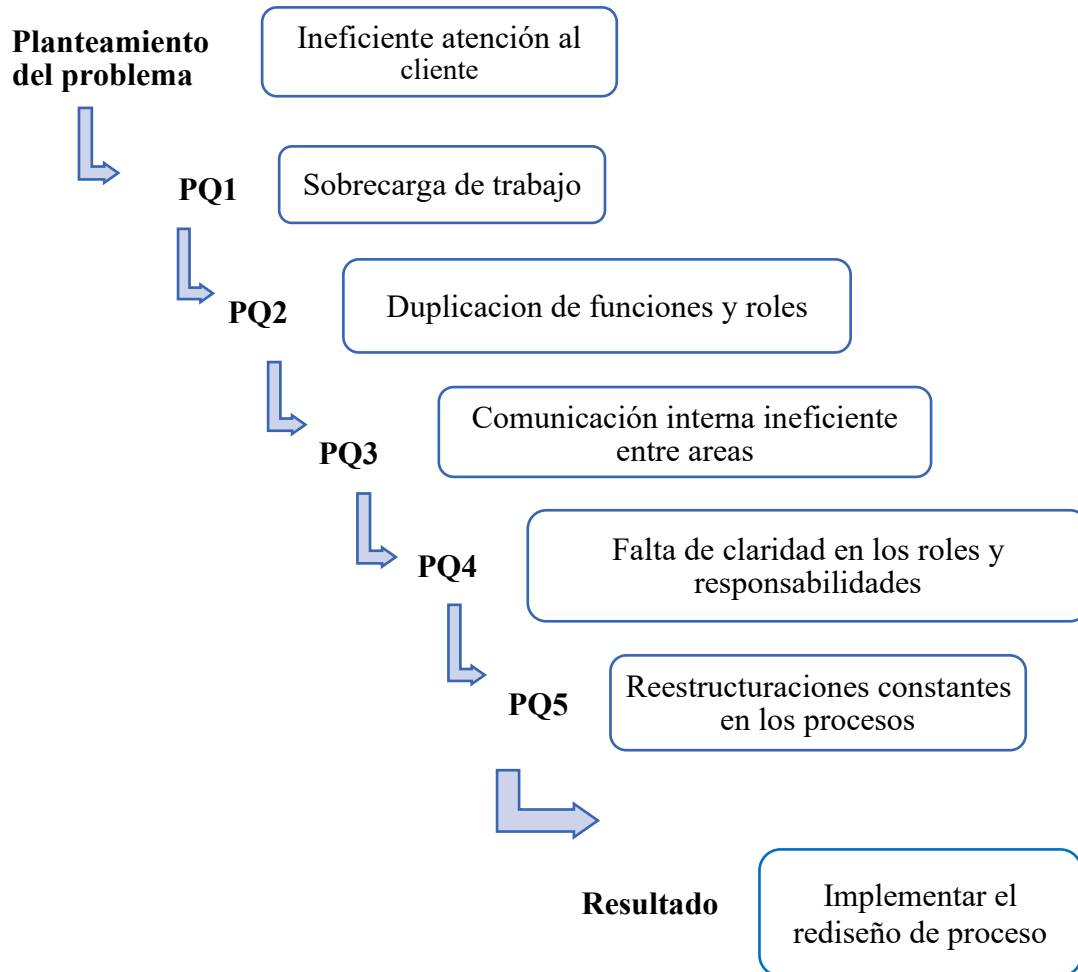 Planteamiento
del problema
Ineficiente atención al
cliente
PQ1
Sobrecarga de trabajo
PQ2
Duplicacion de funciones y roles
PQ3
Comunicación interna ineficiente
entre areas
PQ4
Falta de claridad en los roles y
responsabilidades
PQ5
Reestructuraciones constantes
en los procesos
Resultado
Implementar el
rediseño de proceso